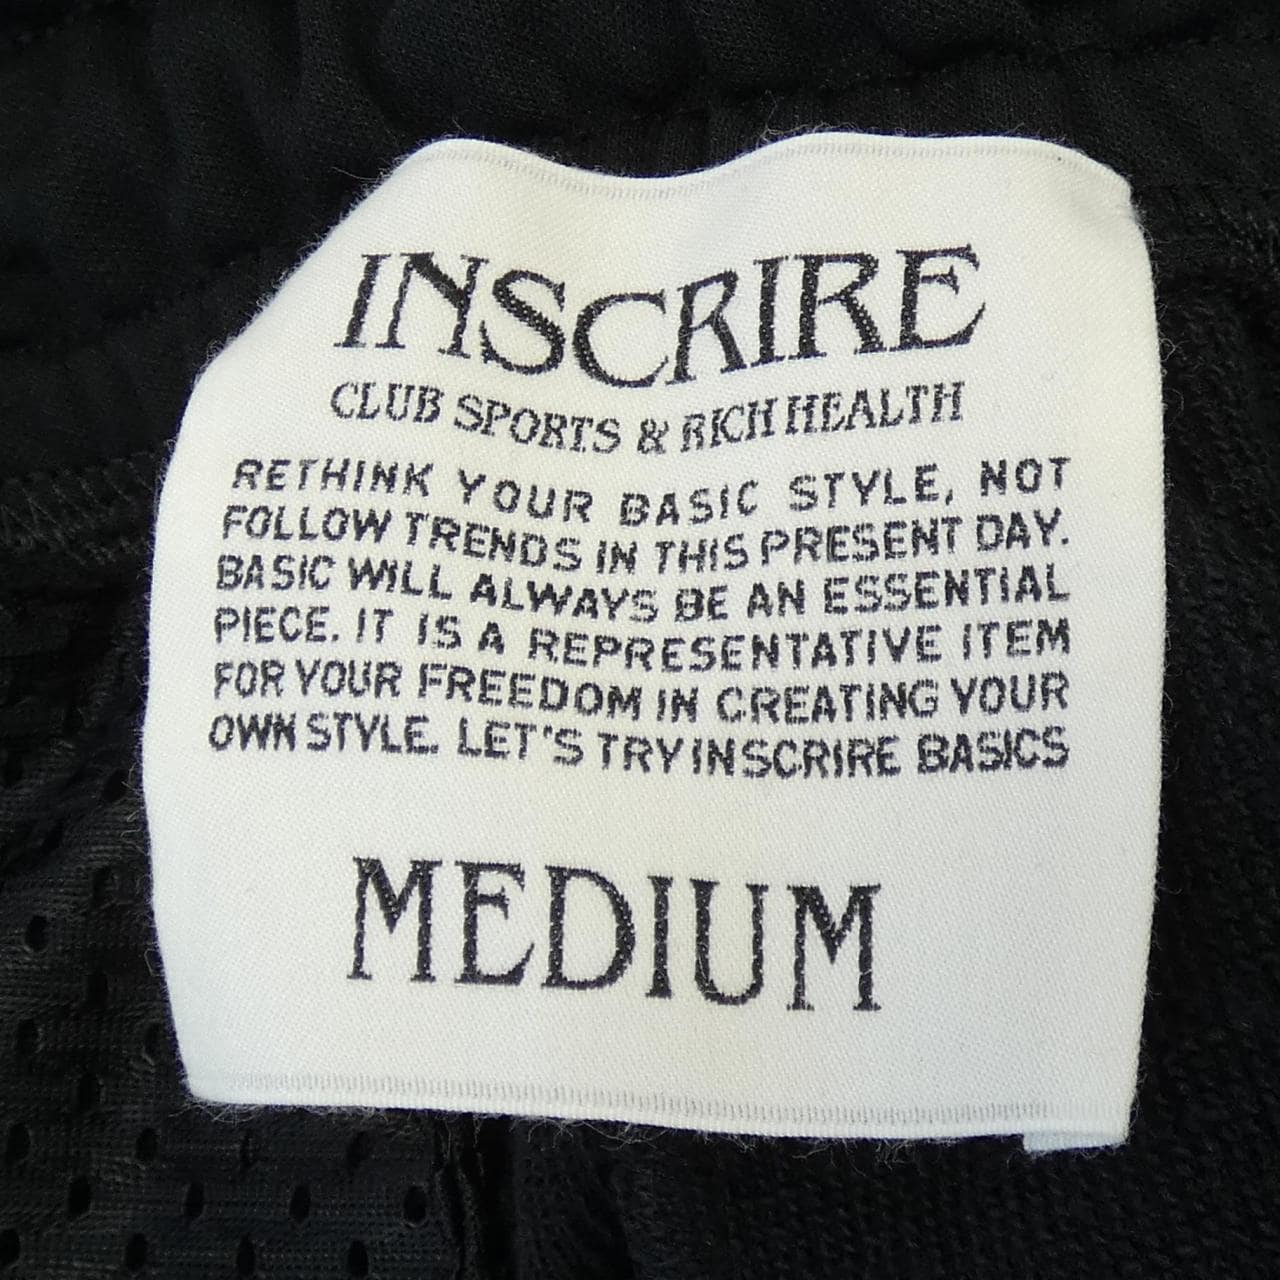 INSCRIRE
CLUB SPORTS & RICH HEALTH
RETHINK YOUR BASIC STYLE, NOT
FOLLOW TRENDS IN THIS PRESENT DAY.
BASIC WILL ALWAYS BE AN ESSENTIAL
PIECE. IT IS A REPRESENTATIVE ITEM
FOR YOUR FREEDOM IN CREATING YOUR
OWN STYLE. LET'S TRY INSCRIRE BASICS
MEDIUM